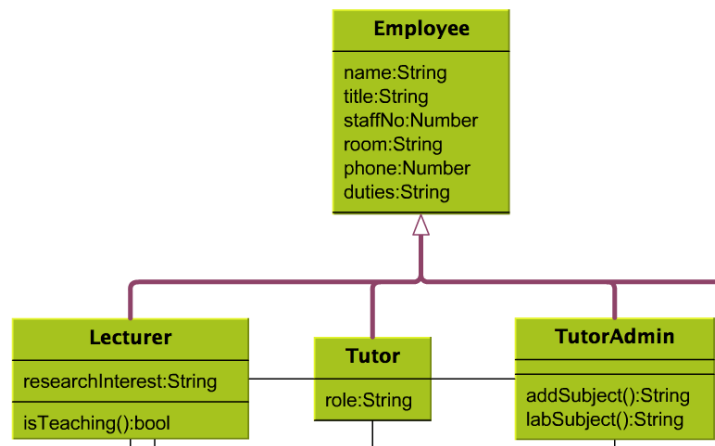 Employee
name:String
title:String
staffNo:Number
room:String
phone:Number
duties:String
Lecturer
researchInterest:String
isTeaching():bool
Tutor
role:String
TutorAdmin
addSubject():String
labSubject():String